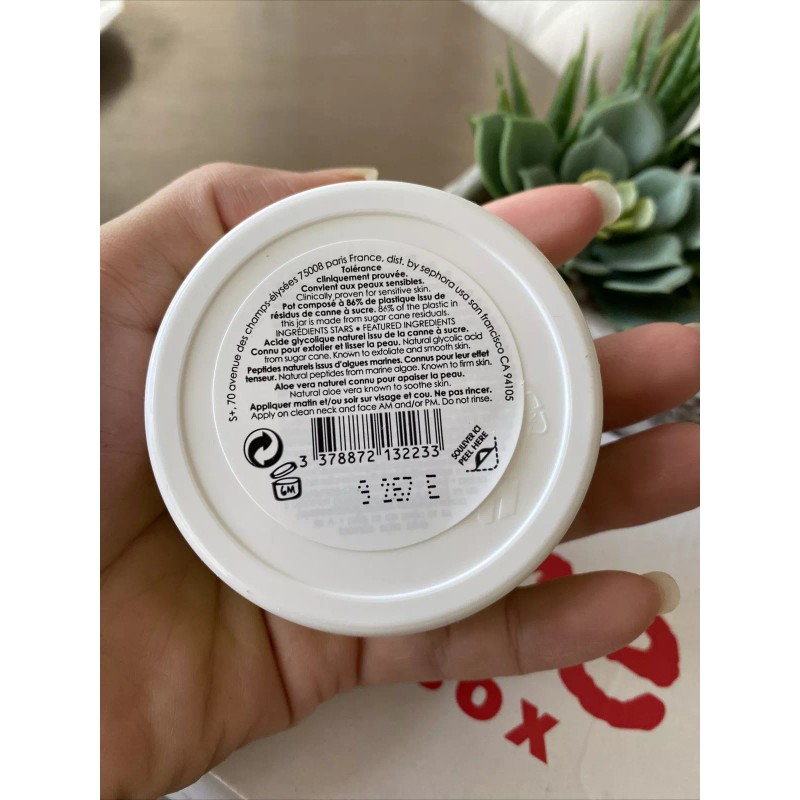 S+, 70 avenue des champs-élysées 75008 paris France, dist. by sephora usa san francisco CA 94105
Tolérance
cliniquement prouvée.
Convient aux peaux sensibles.
Clinically proven for sensitive skin.
Pot composé à 86% de plastique issu de
résidus de canne à sucre. 86% of the plastic in
this jar is made from sugar cane residuals.
INGRÉDIENTS STARS • FEATURED INGREDIENTS
Acide glycolique naturel issu de la canne à sucre.
Connu pour exfolier et lisser la peau. Natural glycolic acid
from sugar cane. Known to exfoliate and smooth skin.
Peptides naturels issus d'algues marines. Connus pour leur effet
tenseur. Natural peptides from marine algae. Known to firm skin.
Aloe vera naturel connu pour apaiser la peau.
Natural aloe vera known to soothe skin.
Appliquer matin et/ou soir sur visage et cou. Ne pas rincer.
Apply on clean neck and face AM and/or PM. Do not rinse.
SOULEVER ICI
PEEL HERE
3 378872 132233
6M
9 267 E